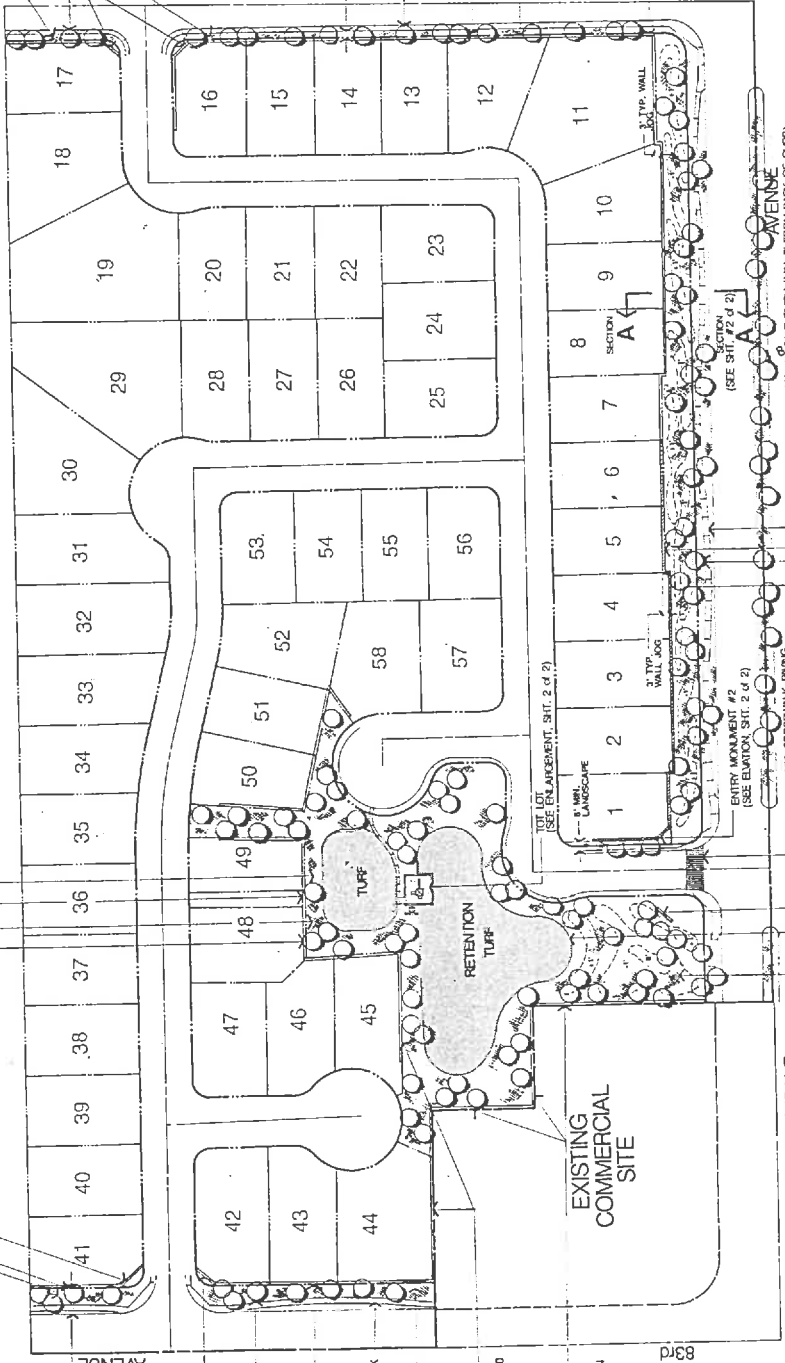 17
18
16
15
14
13
12
11
3' TYP. WALL
JOG
19
20
21
22
23
10
29
28
27
26
24
25
9
8
SECTION
A
SECTION
(SEE SHT. #2 of 2)
A
AVENUE
30
7
31
53
54
55
56
6
5
32
52
58
57
4
3' TYP.
WALL JOG
33
51
3
34
50
TOT LOT
(SEE ENLARGEMENT, SHT. 2 of 2)
2
8' MIN.
LANDSCAPE
1
ENTRY MONUMENT #2
(SEE ELVATION, SHT. 2 of 2)
35
49
36
48
TURF
RETENTION
TURF
37
38
47
46
45
39
40
41
42
43
44
EXISTING
COMMERCIAL
SITE
AVENUE
83rd